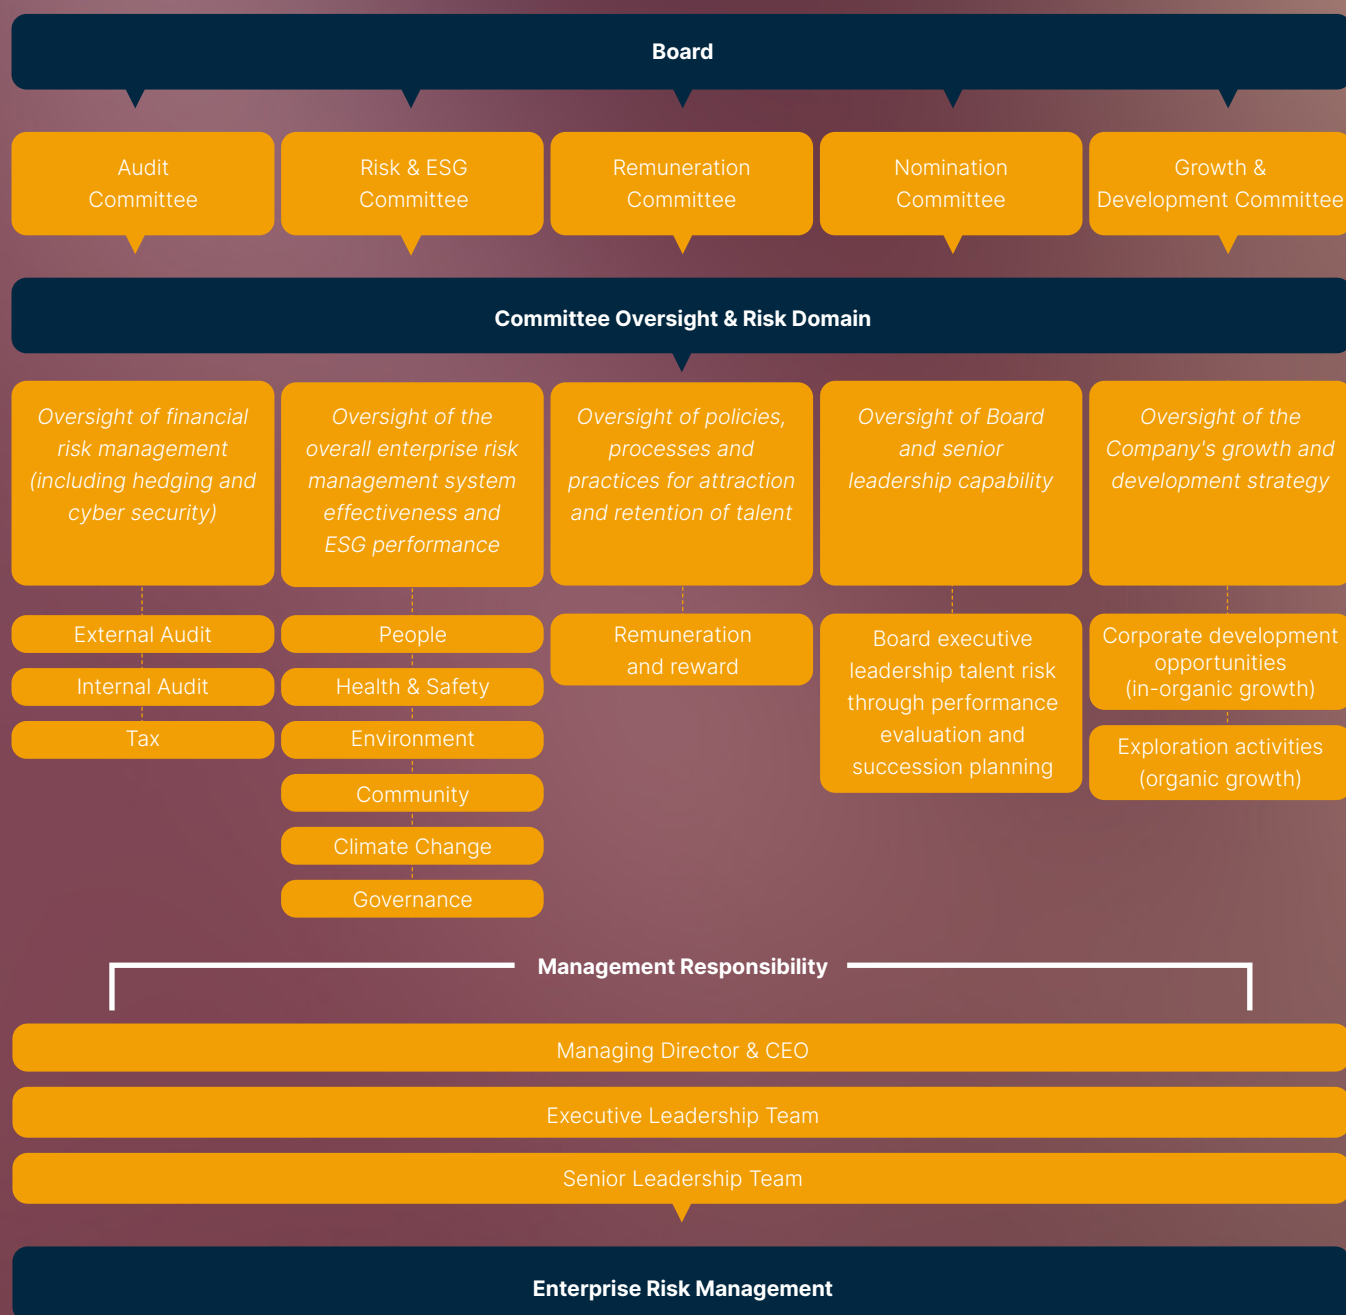 Board
Audit
Committee
Risk & ESG
Committee
Remuneration
Committee
Nomination
Committee
Growth &
Development Committee
Committee Oversight & Risk Domain
Oversight of financial
risk management
(including hedging and
cyber security)
Oversight of the
overall enterprise risk
management system
effectiveness and
ESG performance
Oversight of policies,
processes and
practices for attraction
and retention of talent
Oversight of Board
and senior
leadership capability
Oversight of the
Company's growth and
development strategy
External Audit
Internal Audit
Tax
People
Health & Safety
Environment
Community
Climate Change
Governance
Remuneration
and reward
Board executive
leadership talent risk
through performance
evaluation and
succession planning
Corporate development
opportunities
(in-organic growth)
Exploration activities
(organic growth)
Management Responsibility
Managing Director & CEO
Executive Leadership Team
Senior Leadership Team
Enterprise Risk Management